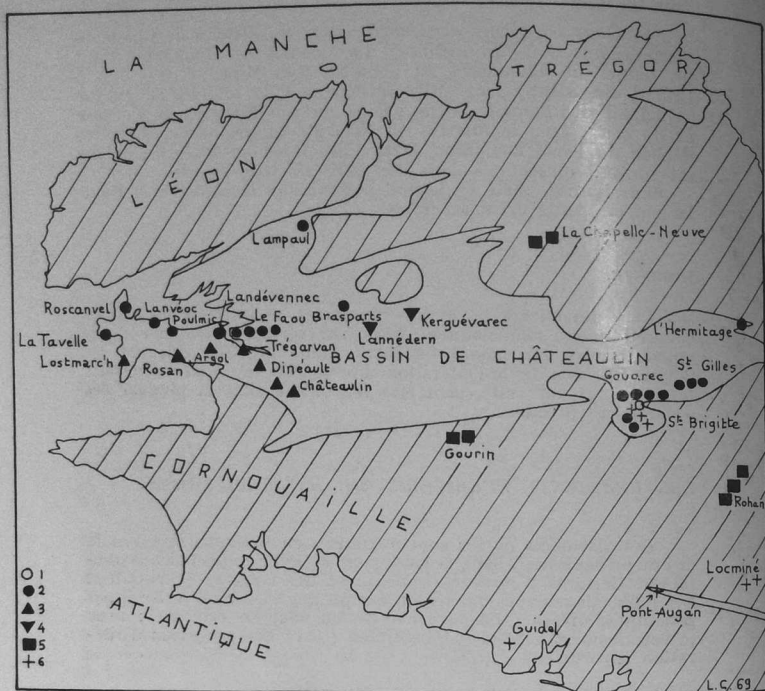 LA MANCHE
TRÉGOR
LÉON
Lampaul
La Chapelle-Neuve
Roscanvel
Lanvéoc
Poulmic
Landévennec
Le Faou
Brasparts
Kerguévarec
Lannédern
L'Hermitage
La Tavelle
Lostmarc'h
Rosan
Argol
Trégarvan
Dinéault
Châteaulin
BASSIN DE CHÂTEAULIN
Gouarec
St Gilles
Ste Brigitte
Gourin
CORNOUAILLE
Rohan
Locminé
Pont Augan
Guidel
ATLANTIQUE
1
2
3
4
5
6
L.C. 69